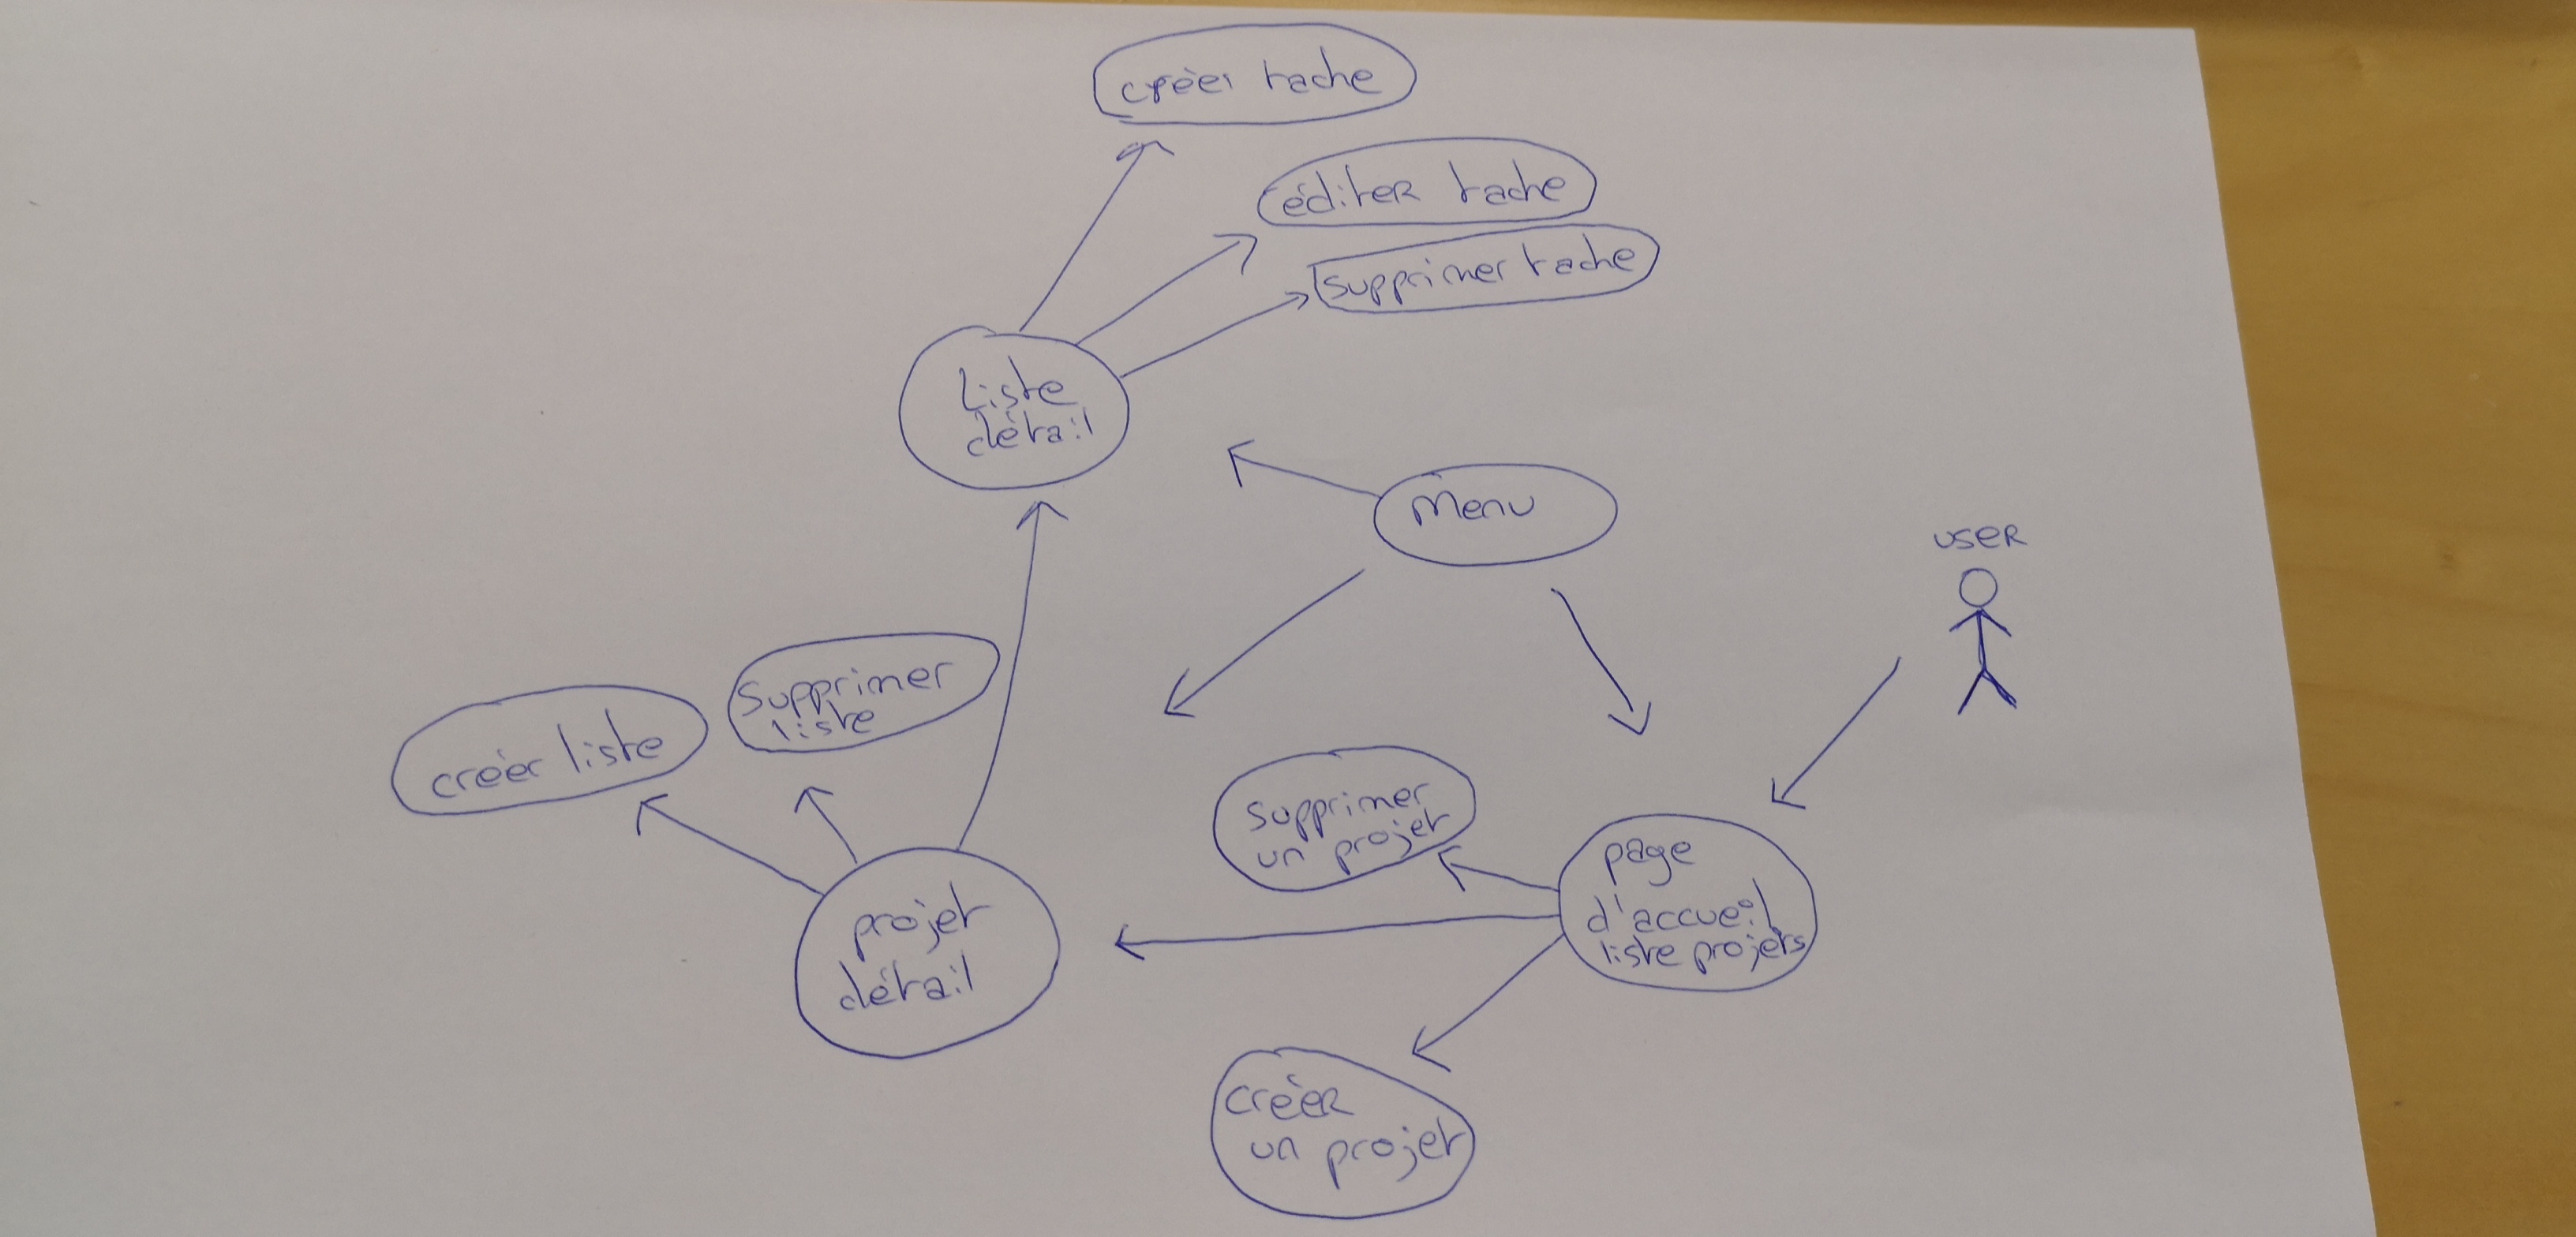 créer tache
éditer tache
supprimer tache
Liste
détail
Menu
user
supprimer
liste
créer liste
supprimer
un projet
page
d'accueil
liste projets
projet
détail
créer
un projet